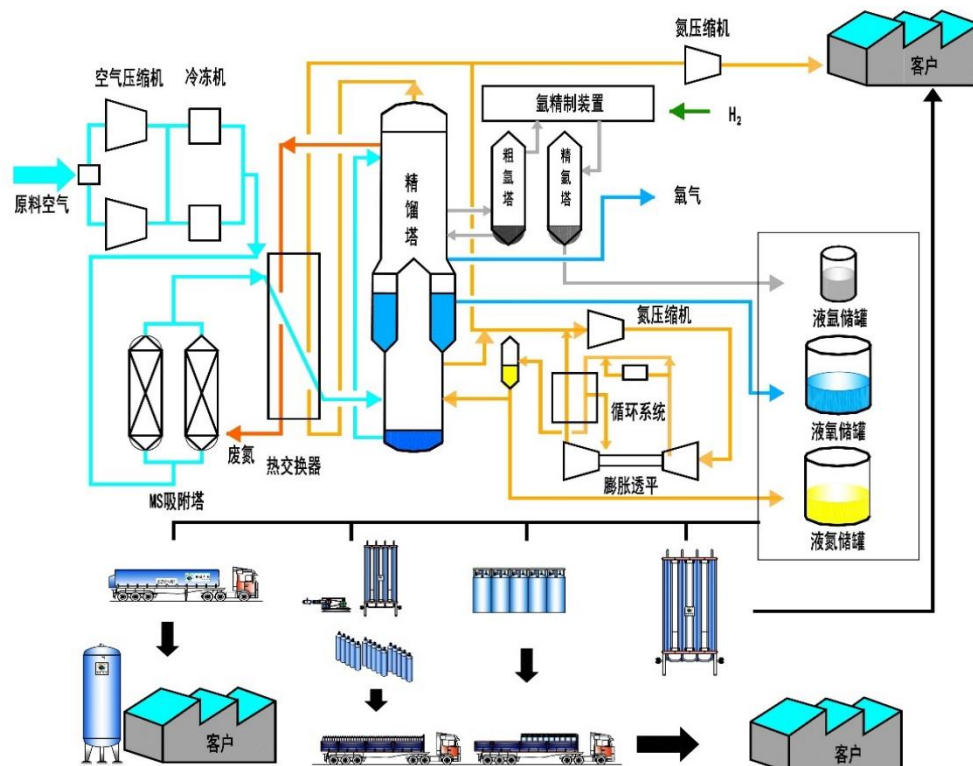 氮压缩机
客户
空气压缩机
冷冻机
氩精制装置
H₂
原料空气
精馏塔
粗氩塔
精氩塔
氧气
氮压缩机
液氩储罐
循环系统
液氧储罐
废氮
热交换器
膨胀透平
MS吸附塔
液氮储罐
客户
客户